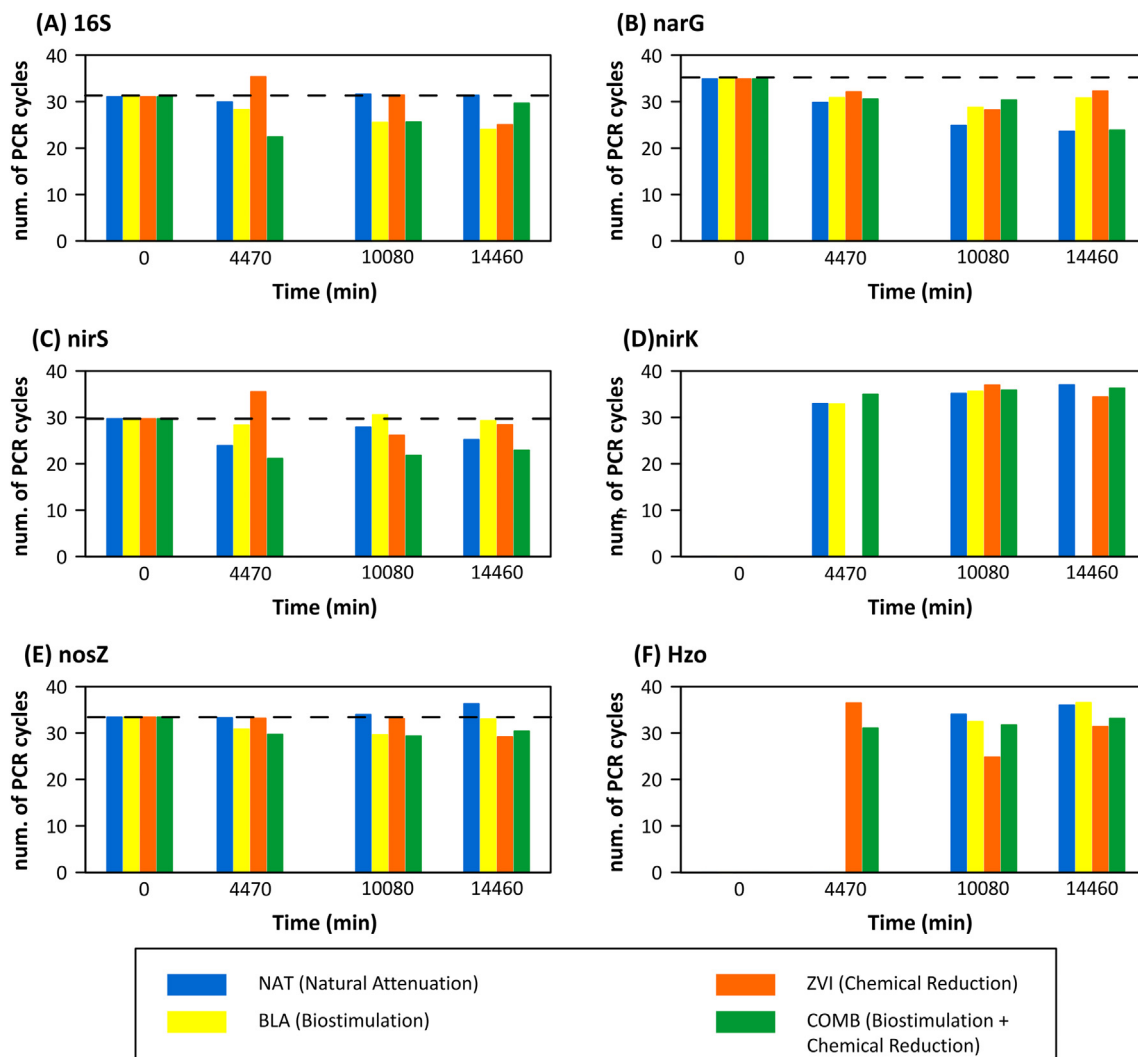 (A) 16S
num. of PCR cycles
40
30
20
10
0
0 4470 10080 14460
Time (min)
(B) narG
num. of PCR cycles
40
30
20
10
0
0 4470 10080 14460
Time (min)
(C) nirS
num. of PCR cycles
40
30
20
10
0
0 4470 10080 14460
Time (min)
(D)nirK
num. of PCR cycles
40
30
20
10
0
0 4470 10080 14460
Time (min)
(E) nosZ
num. of PCR cycles
40
30
20
10
0
0 4470 10080 14460
Time (min)
(F) Hzo
num. of PCR cycles
40
30
20
10
0
0 4470 10080 14460
Time (min)
NAT (Natural Attenuation)
BLA (Biostimulation)
ZVI (Chemical Reduction)
COMB (Biostimulation +
Chemical Reduction)